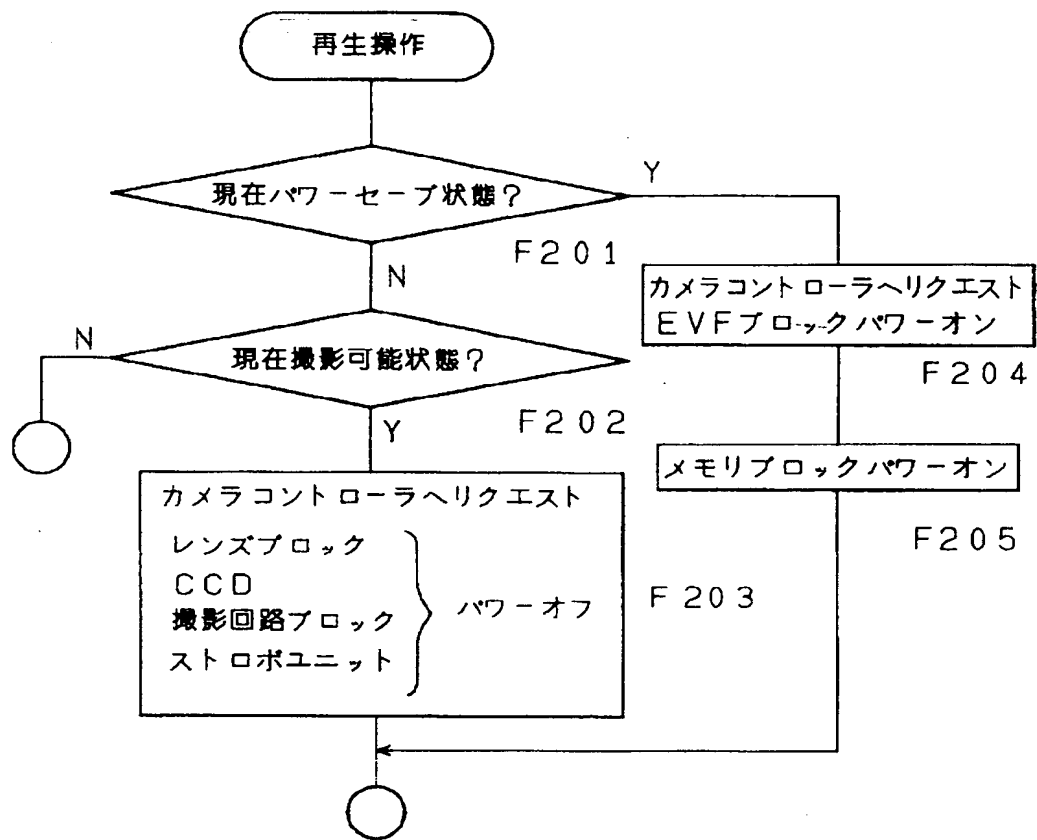 再生操作
現在パワーセーブ状態？
Y
F201
N
カメラコントローラへリクエスト
EVFブロックパワーオン
F204
N
現在撮影可能状態？
F202
Y
メモリブロックパワーオン
F205
カメラコントローラへリクエスト
レンズブロック
CCD
撮影回路ブロック
ストロボユニット
パワーオフ
F203